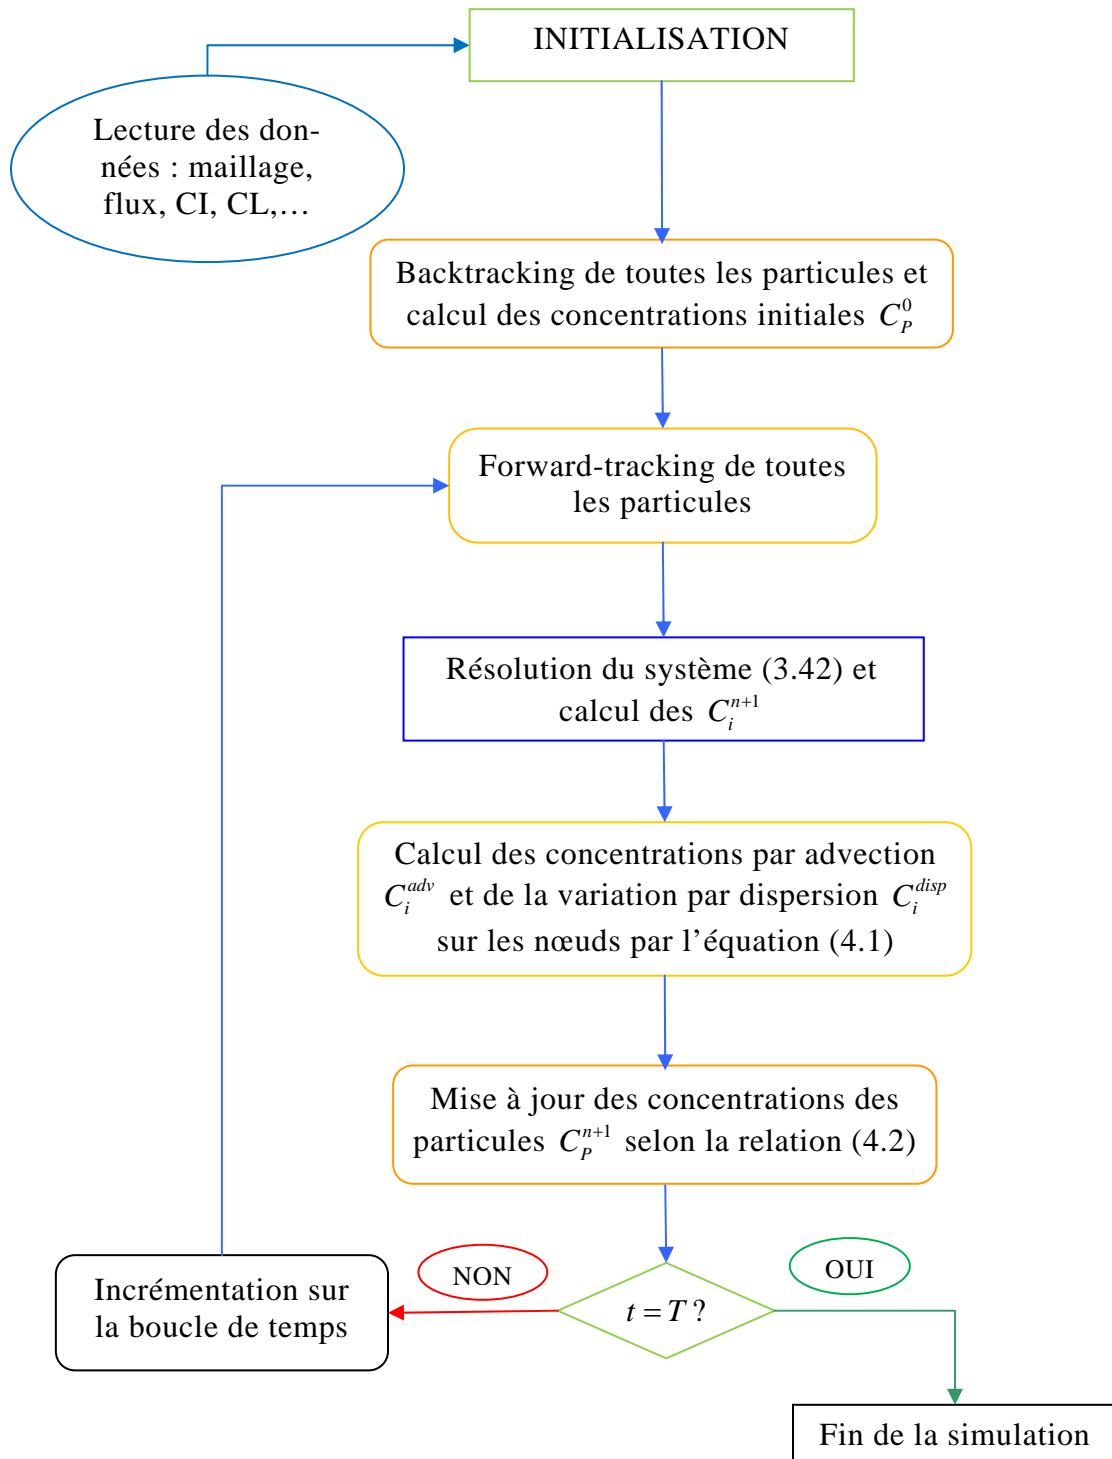 INITIALISATION
Lecture des don-
nées : maillage,
flux, CI, CL,…
Backtracking de toutes les particules et
calcul des concentrations initiales $C_P^0$
Forward-tracking de toutes
les particules
Résolution du système (3.42) et
calcul des $C_i^{n+1}$
Calcul des concentrations par advection
$C_i^{adv}$ et de la variation par dispersion $C_i^{disp}$
sur les nœuds par l’équation (4.1)
Mise à jour des concentrations des
particules $C_P^{n+1}$ selon la relation (4.2)
NON
OUI
Incrémentation sur
la boucle de temps
$t = T$ ?
Fin de la simulation